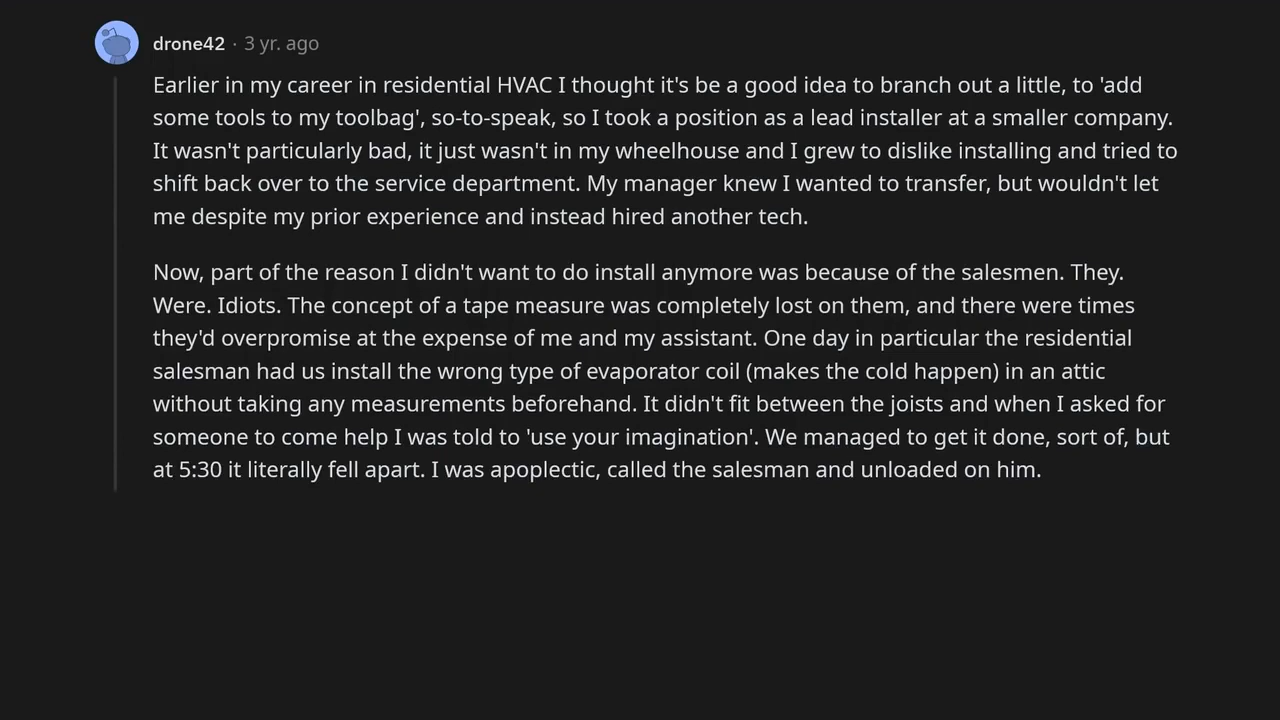 drone42 · 3 yr. ago
Earlier in my career in residential HVAC I thought it's be a good idea to branch out a little, to 'add
some tools to my toolbag', so-to-speak, so I took a position as a lead installer at a smaller company.
It wasn't particularly bad, it just wasn't in my wheelhouse and I grew to dislike installing and tried to
shift back over to the service department. My manager knew I wanted to transfer, but wouldn't let
me despite my prior experience and instead hired another tech.
Now, part of the reason I didn't want to do install anymore was because of the salesmen. They.
Were. Idiots. The concept of a tape measure was completely lost on them, and there were times
they'd overpromise at the expense of me and my assistant. One day in particular the residential
salesman had us install the wrong type of evaporator coil (makes the cold happen) in an attic
without taking any measurements beforehand. It didn't fit between the joists and when I asked for
someone to come help I was told to 'use your imagination'. We managed to get it done, sort of, but
at 5:30 it literally fell apart. I was apoplectic, called the salesman and unloaded on him.